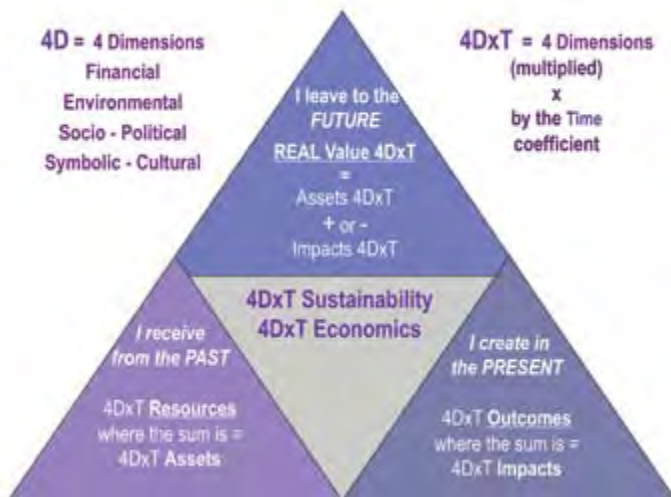 4D = 4 Dimensions
Financial
Environmental
Socio - Political
Symbolic - Cultural
4DxT = 4 Dimensions
(multiplied)
x
by the Time
coefficient
I leave to the
FUTURE
REAL Value 4DxT
=
Assets 4DxT
+ or -
Impacts 4DxT
4DxT Sustainability
4DxT Economics
I receive
from the PAST
4DxT Resources
where the sum is =
4DxT Assets
I create in
the PRESENT
4DxT Outcomes
where the sum is =
4DxT Impacts